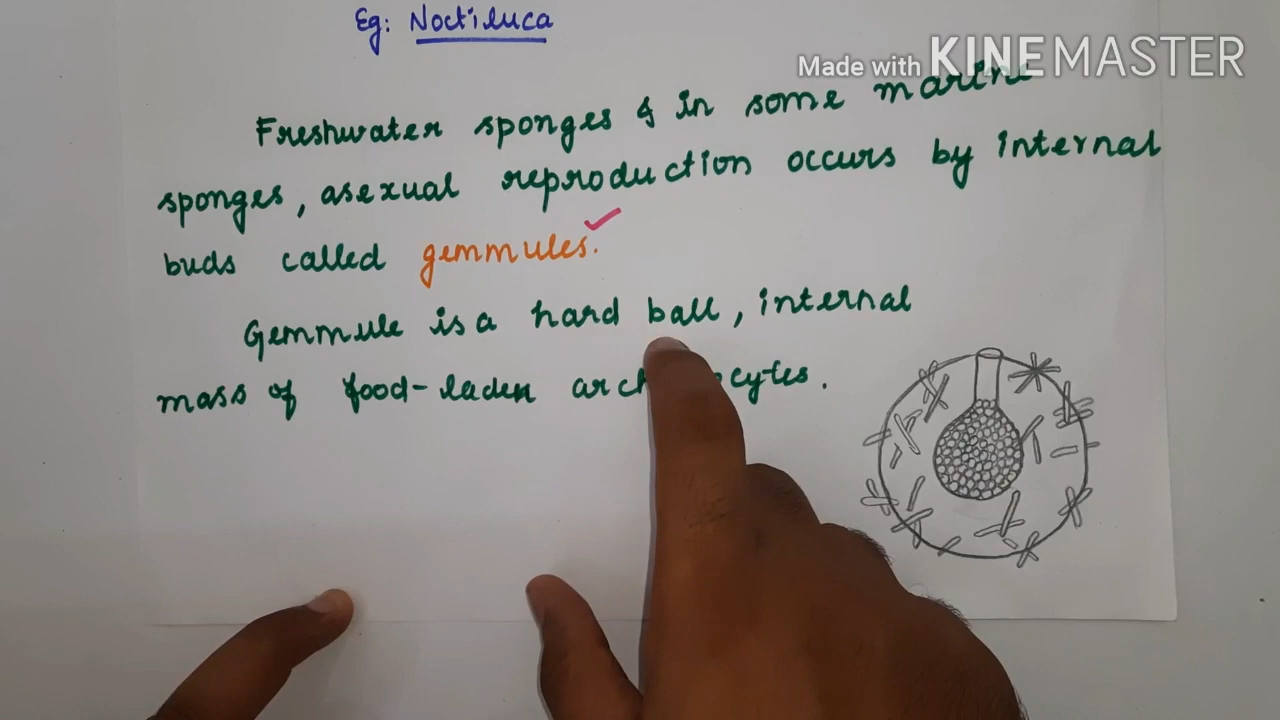 Eg: Noctiluca
Made with KINEMASTER
Freshwater sponges & in some marine
sponges, asexual reproduction occurs by internal
buds called gemmules.
Gemmule is a hard ball, internal
mass of food-laden